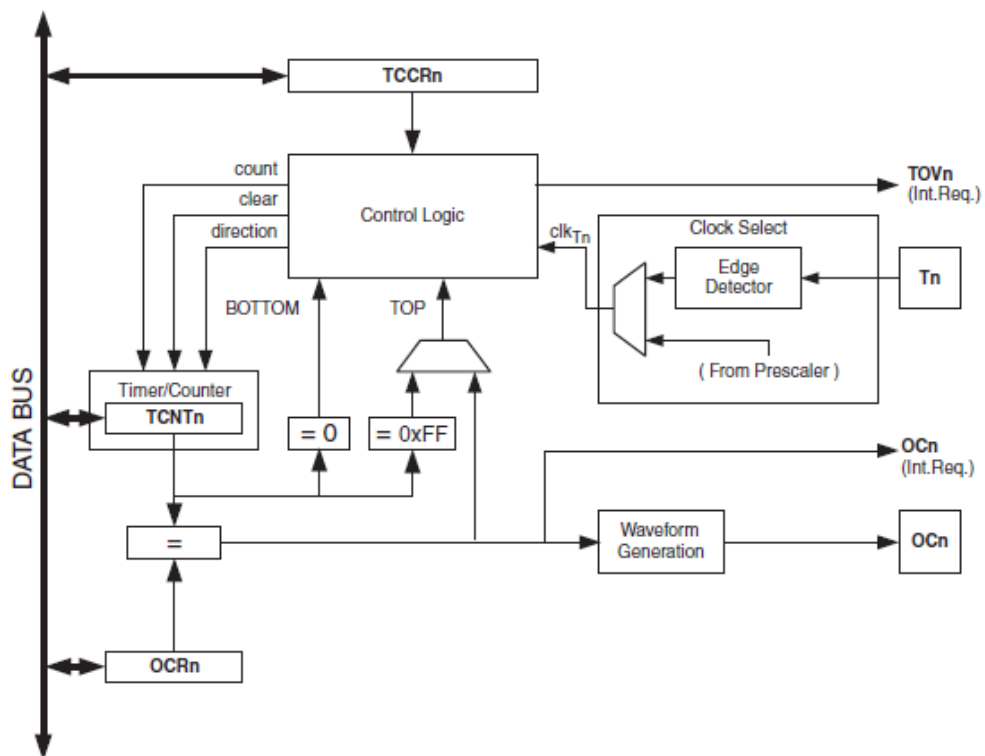 TCCRn
count
clear
direction
Control Logic
TOVn
(Int.Req.)
Clock Select
clkTn
Edge
Detector
Tn
( From Prescaler )
BOTTOM
TOP
Timer/Counter
TCNTn
= 0
= 0xFF
DATA BUS
OCn
(Int.Req.)
=
Waveform
Generation
OCn
OCRn